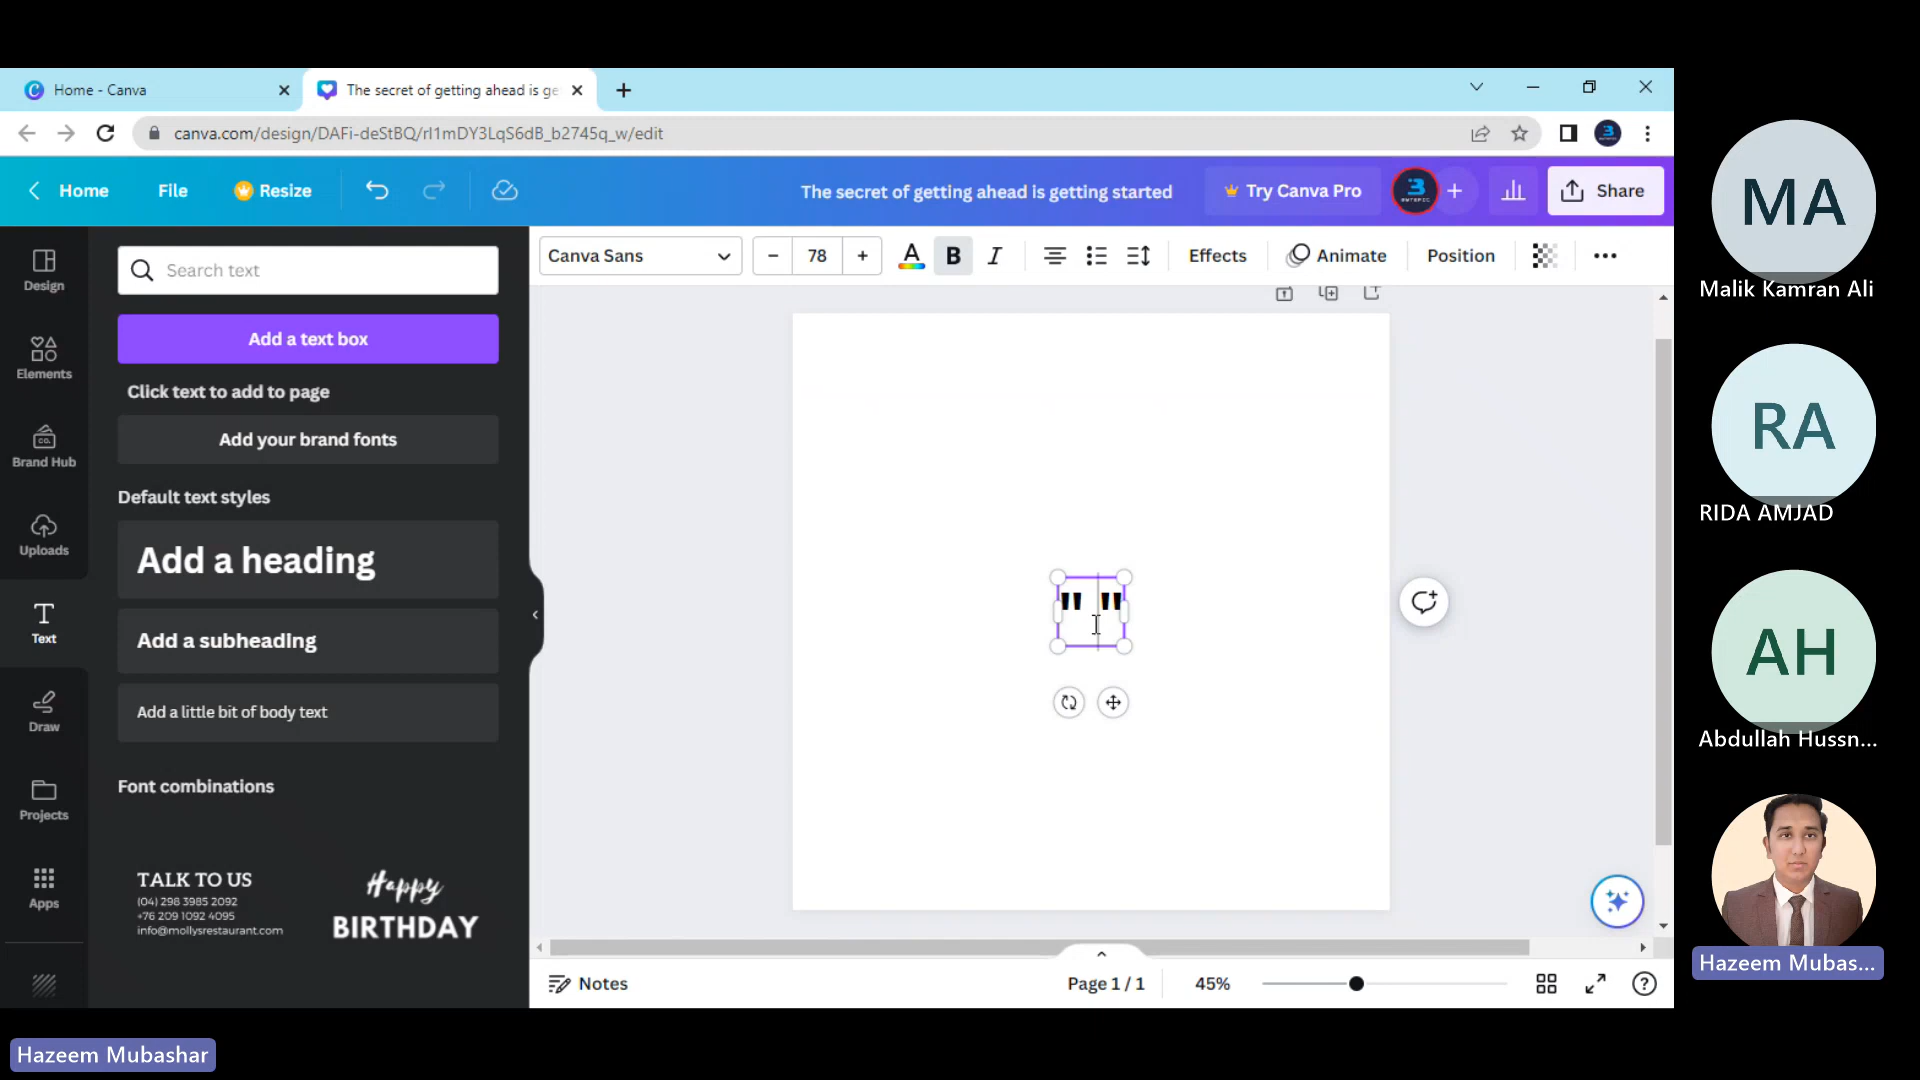 Home - Canva
The secret of getting ahead is ge
canva.com/design/DAFi-deStBQ/rI1mDY3LqS6dB_b2745q_w/edit
Home
File
Resize
The secret of getting ahead is getting started
Try Canva Pro
Share
Design
Elements
Brand Hub
Uploads
Text
Draw
Projects
Apps
Search text
Add a text box
Click text to add to page
Add your brand fonts
Default text styles
Add a heading
Add a subheading
Add a little bit of body text
Font combinations
TALK TO US
(04) 298 3985 2092
+76 209 1092 4095
info@mollysrestaurant.com
Happy
BIRTHDAY
Canva Sans
78
A
B
I
Effects
Animate
Position
" "
Notes
Page 1 / 1
45%
MA
Malik Kamran Ali
RA
RIDA AMJAD
AH
Abdullah Hussn...
Hazeem Mubas...
Hazeem Mubashar